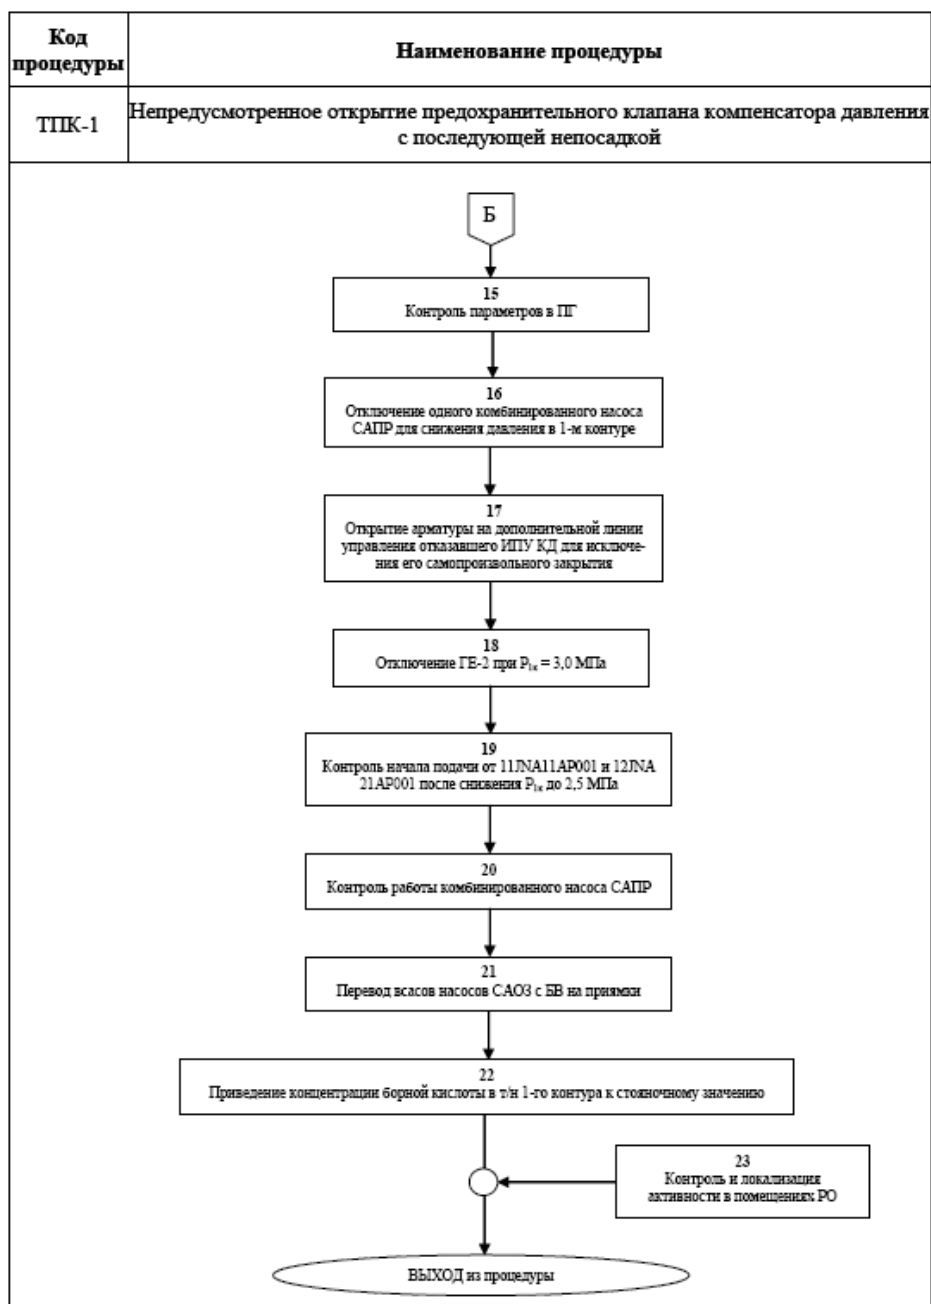 Код
процедуры
Наименование процедуры
ТПК-1
Непредусмотренное открытие предохранительного клапана компенсатора давления
с последующей непосадкой
Б
15
Контроль параметров в ПГ
16
Отключение одного комбинированного насоса
САПР для снижения давления в 1-м контуре
17
Открытие арматуры на дополнительной линии
управления отказавшего ИПУ КД для исключе-
ния его самопроизвольного закрытия
18
Отключение ГЕ-2 при P₁ₖ = 3,0 МПа
19
Контроль начала подачи от 11JNA11AP001 и 12JNA
21AP001 после снижения P₁ₖ до 2,5 МПа
20
Контроль работы комбинированного насоса САПР
21
Перевод всасов насосов САОЗ с БВ на приямки
22
Приведение концентрации борной кислоты в т/н 1-го контура к стояночному значению
23
Контроль и локализация
активности в помещениях РО
ВЫХОД из процедуры